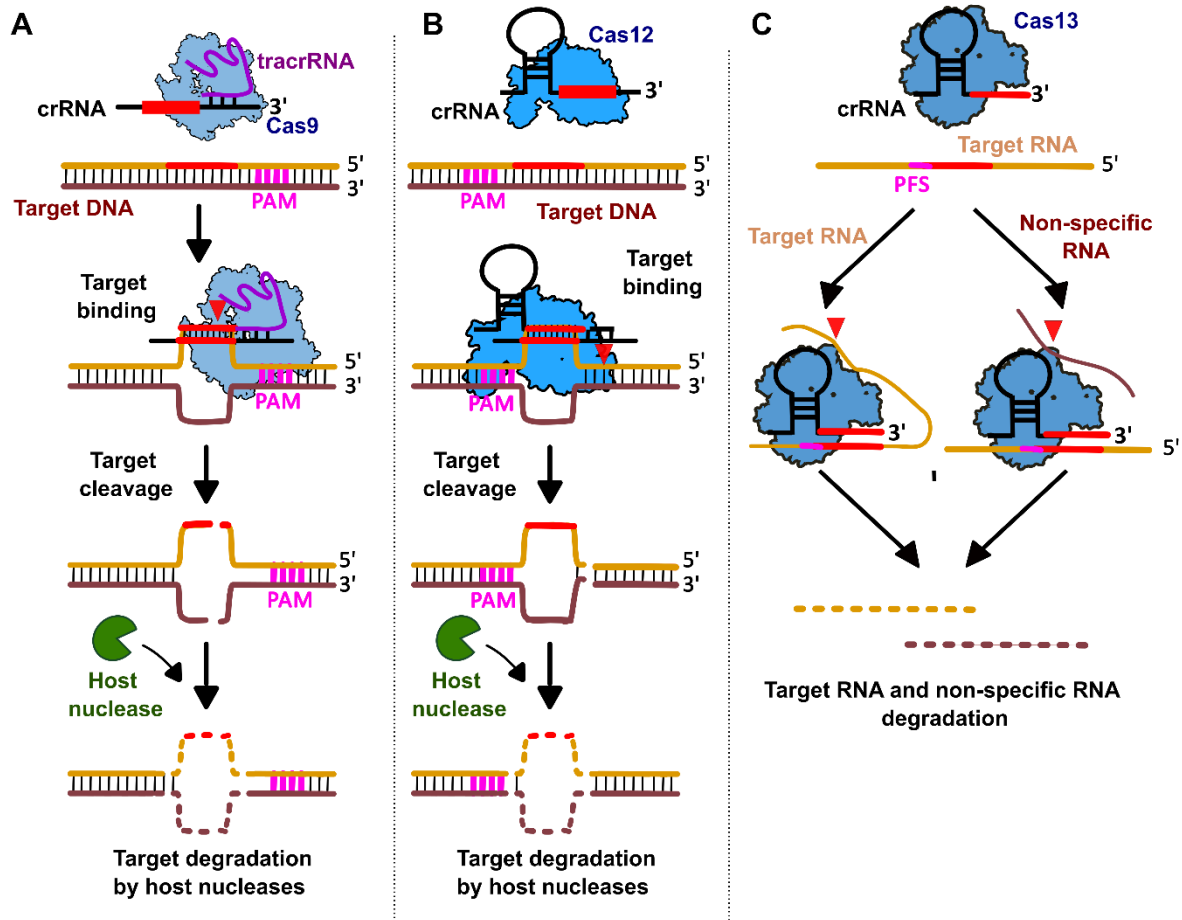 A
tracrRNA
crRNA
3'
Cas9
5'
3'
PAM
Target DNA
Target
binding
PAM
Target
cleavage
5'
3'
PAM
Host
nuclease
Target degradation
by host nucleases
B
Cas12
crRNA
3'
5'
3'
PAM
Target DNA
Target
binding
5'
3'
PAM
Target
cleavage
5'
3'
PAM
Host
nuclease
Target degradation
by host nucleases
C
Cas13
crRNA
3'
Target RNA
5'
PFS
Target RNA
Non-specific
RNA
3'
3'
5'
Target RNA and non-specific RNA
degradation